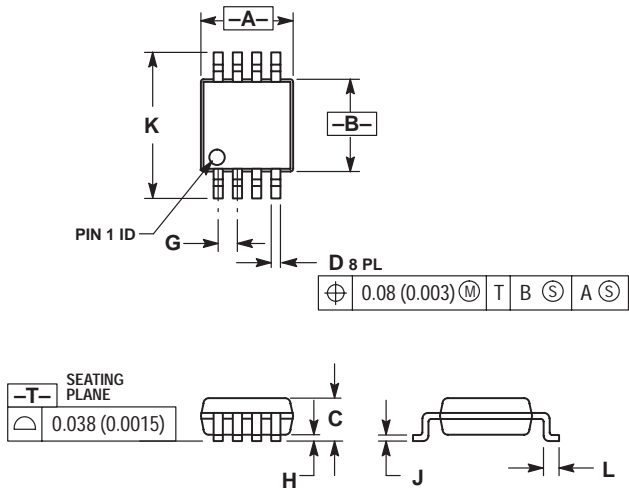 –A–
K
–B–
PIN 1 ID
G
D 8 PL
⌖ 0.08 (0.003) Ⓜ T B Ⓢ A Ⓢ
–T– SEATING
PLANE
⌓ 0.038 (0.0015)
C
H
J
L